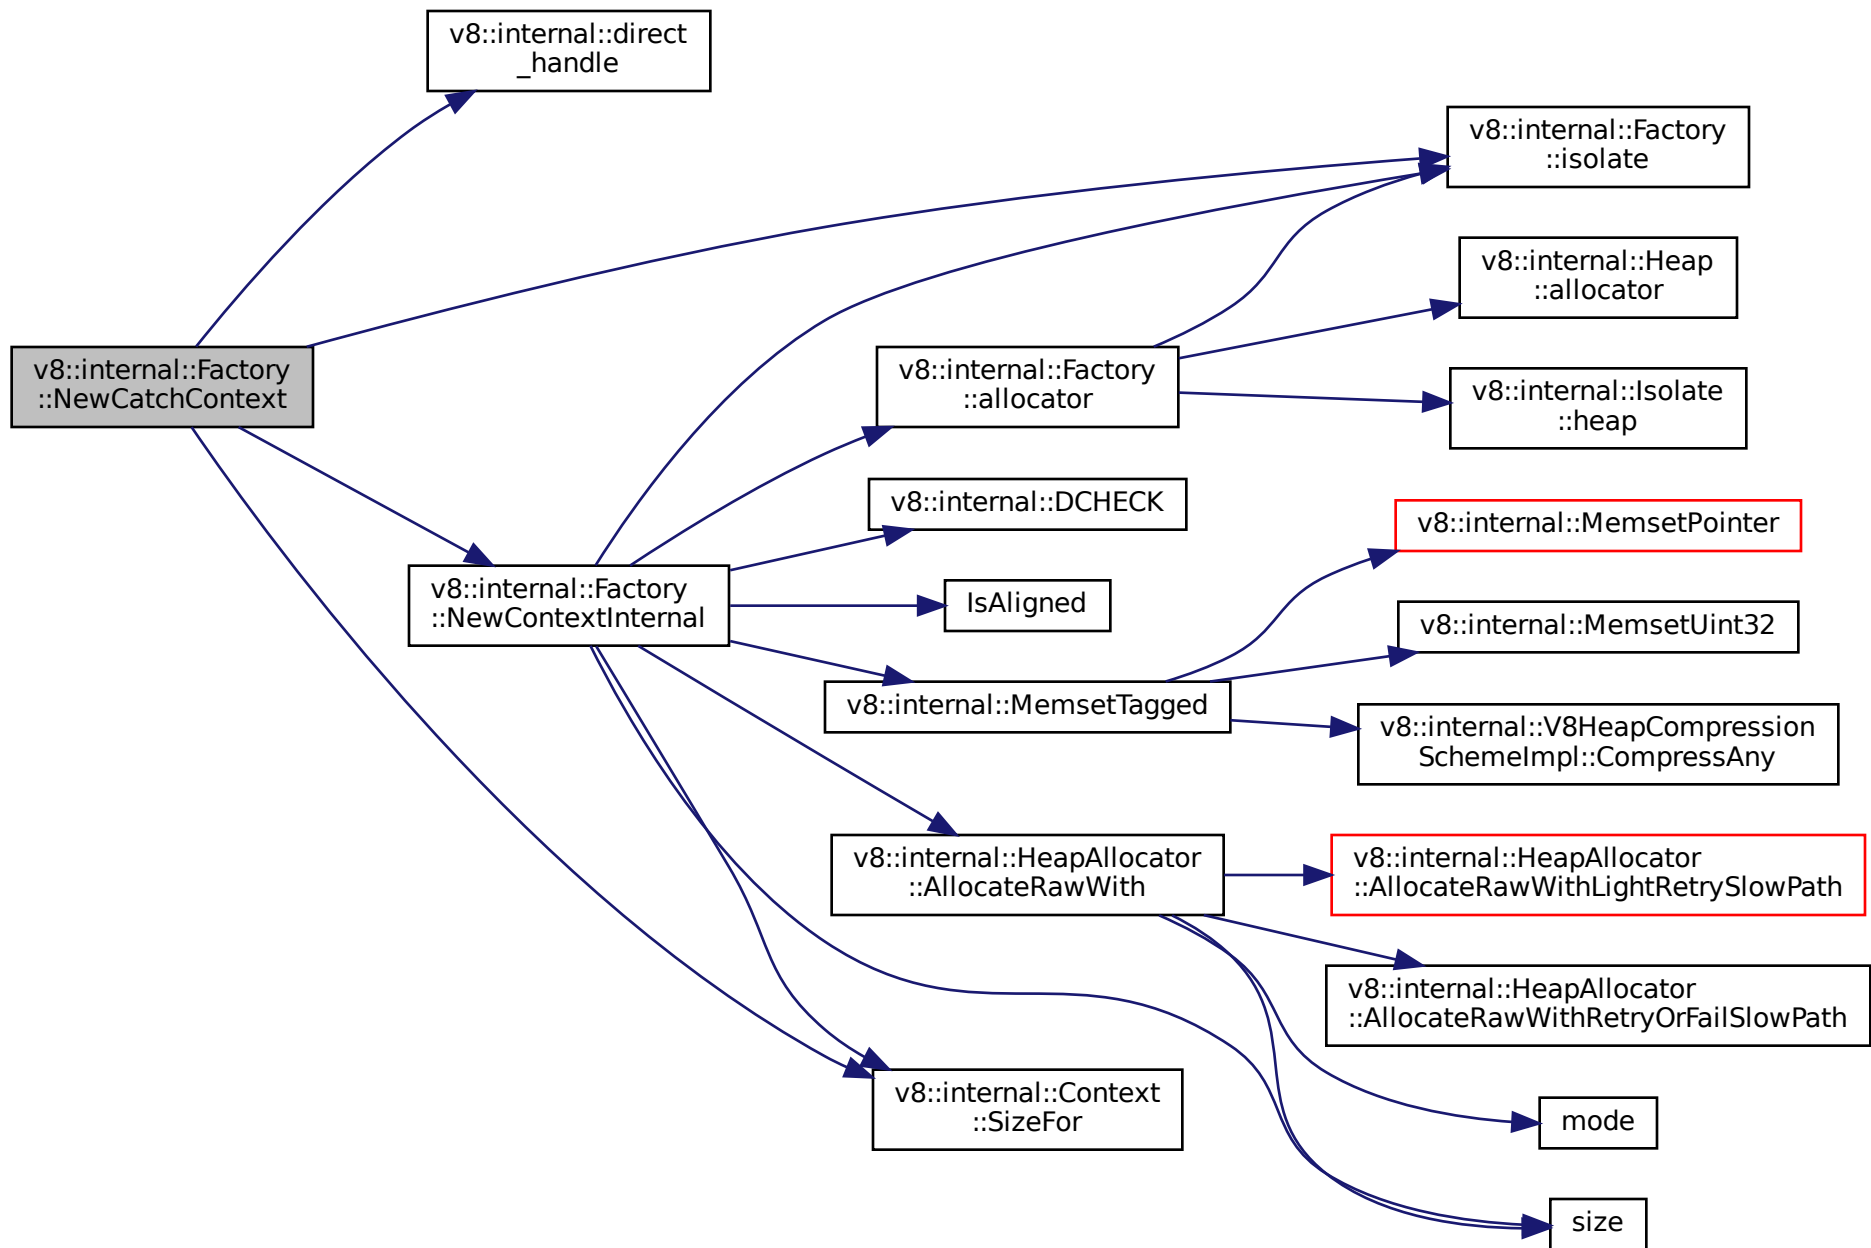 v8::internal::direct
_handle
v8::internal::Factory
::isolate
v8::internal::Heap
::allocator
v8::internal::Factory
::NewCatchContext
v8::internal::Factory
::allocator
v8::internal::Isolate
::heap
v8::internal::DCHECK
v8::internal::MemsetPointer
v8::internal::Factory
::NewContextInternal
IsAligned
v8::internal::MemsetUint32
v8::internal::MemsetTagged
v8::internal::V8HeapCompression
SchemeImpl::CompressAny
v8::internal::HeapAllocator
::AllocateRawWith
v8::internal::HeapAllocator
::AllocateRawWithLightRetrySlowPath
v8::internal::HeapAllocator
::AllocateRawWithRetryOrFailSlowPath
v8::internal::Context
::SizeFor
mode
size